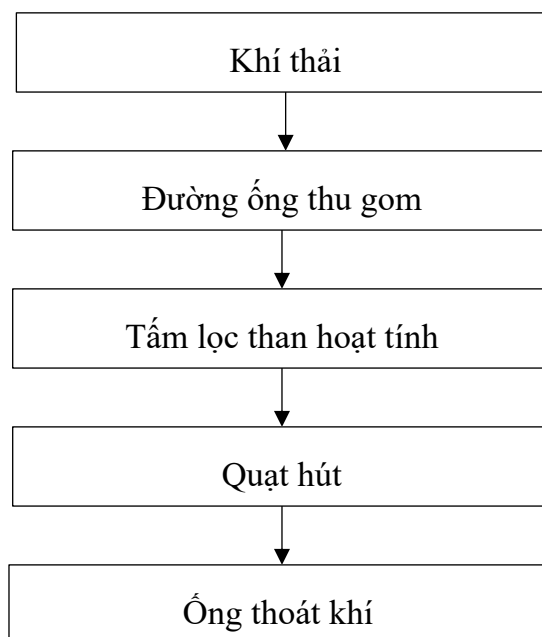 Khí thải
Đường ống thu gom
Tấm lọc than hoạt tính
Quạt hút
Ống thoát khí